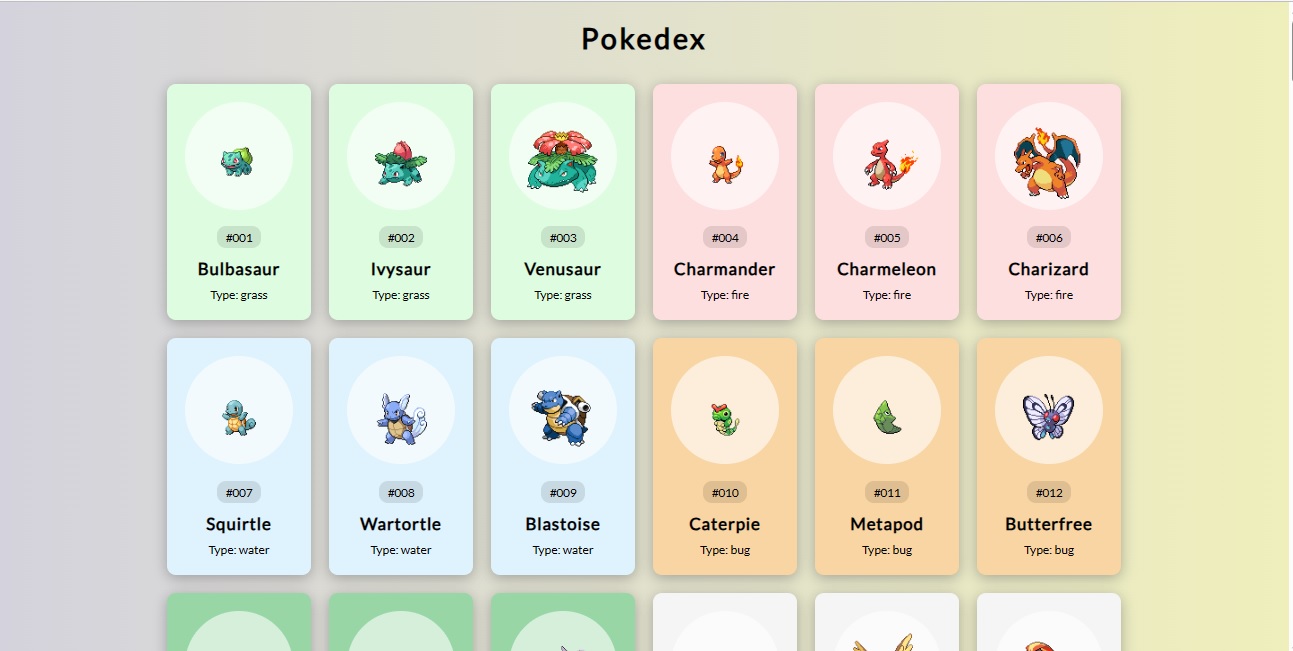 Pokedex
#001
Bulbasaur
Type: grass
#002
Ivysaur
Type: grass
#003
Venusaur
Type: grass
#004
Charmander
Type: fire
#005
Charmeleon
Type: fire
#006
Charizard
Type: fire
#007
Squirtle
Type: water
#008
Wartortle
Type: water
#009
Blastoise
Type: water
#010
Caterpie
Type: bug
#011
Metapod
Type: bug
#012
Butterfree
Type: bug